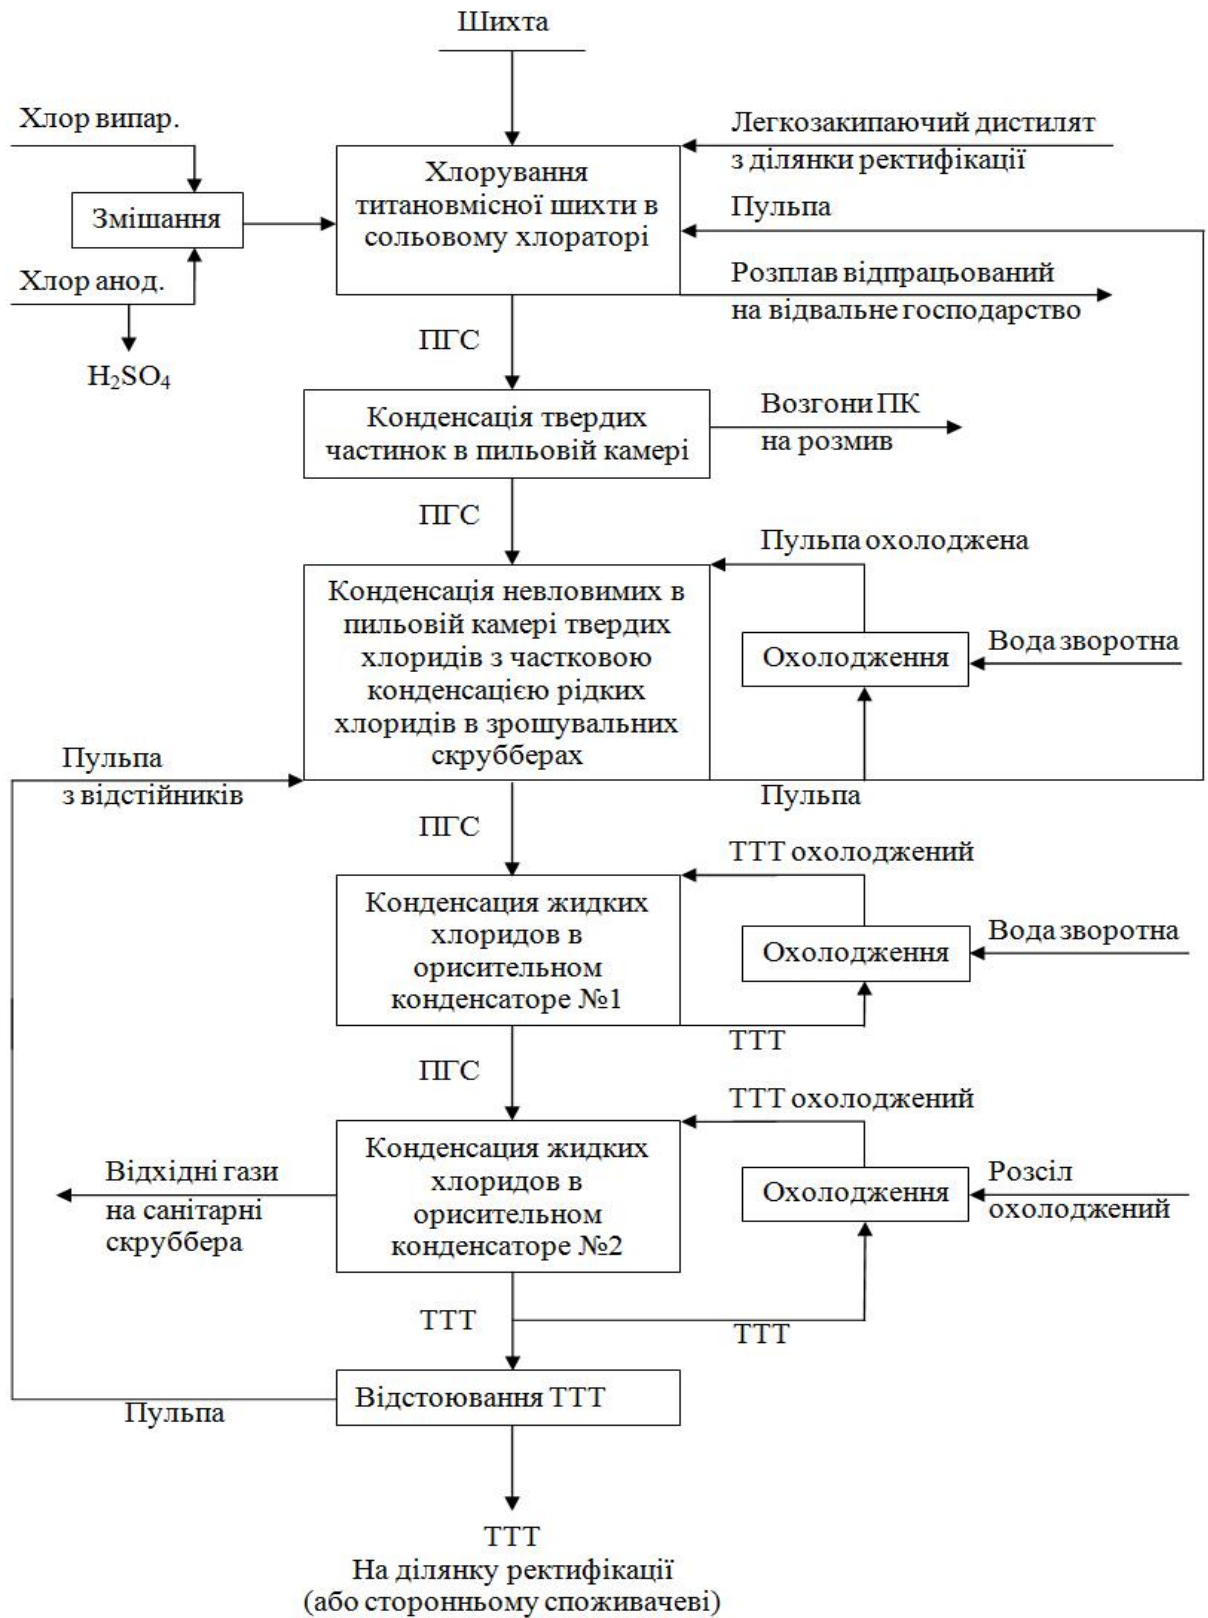 Шихта
Хлор випар.
Легкозакипаючий дистилят
з ділянки ректифікації
Хлорування
титановмісної шихти в
сольовому хлораторі
Змішання
Пульпа
Хлор анод.
Розплав відпрацьований
на відвальне господарство
ПГС
H₂SO₄
Конденсація твердих
частинок в пильовій камері
Возгони ПК
на розмив
ПГС
Пульпа охолоджена
Конденсація невловимих в
пильовій камері твердих
хлоридів з частковою
конденсацією рідких
хлоридів в зрошувальних
скрубберах
Охолодження
Вода зворотна
Пульпа
з відстійників
Пульпа
ПГС
ТТТ охолоджений
Конденсация жидких
хлоридов в
орисительном
конденсаторе №1
Охолодження
Вода зворотна
ТТТ
ПГС
ТТТ охолоджений
Конденсация жидких
хлоридов в
орисительном
конденсаторе №2
Відхідні гази
на санітарні
скруббера
Охолодження
Розсіл
охолоджений
ТТТ
ТТТ
Відстоювання ТТТ
Пульпа
ТТТ
На ділянку ректифікації
(або сторонньому споживачеві)